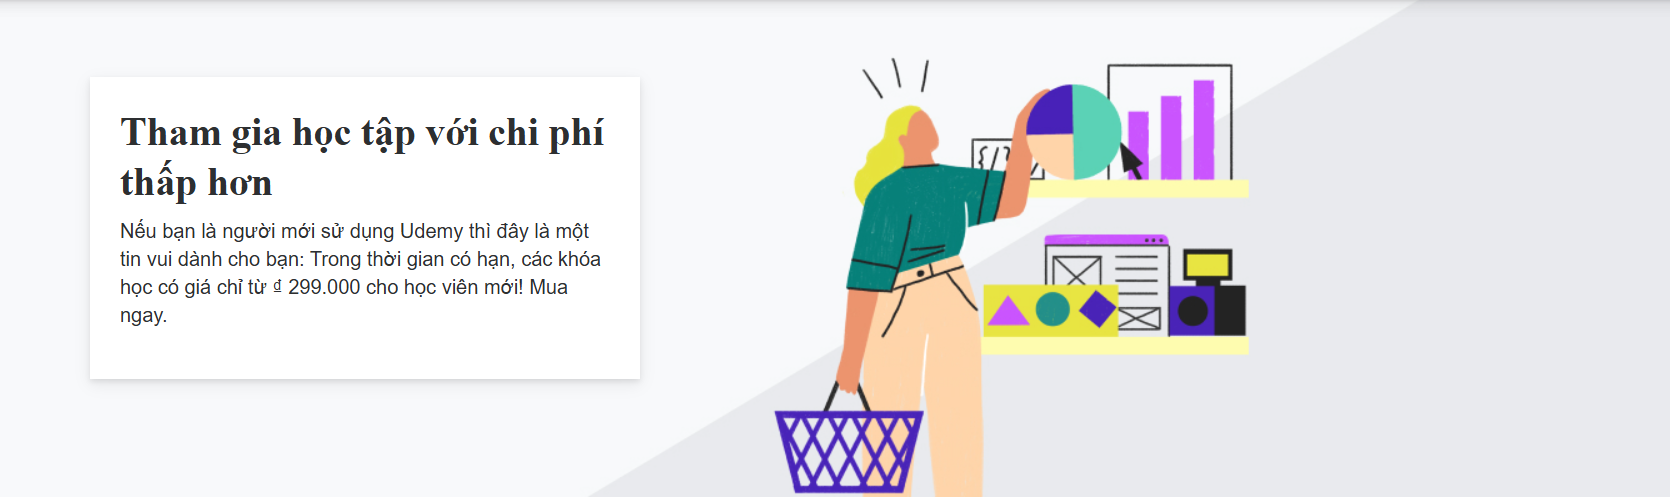 Tham gia học tập với chi phí
thấp hơn
Nếu bạn là người mới sử dụng Udemy thì đây là một
tin vui dành cho bạn: Trong thời gian có hạn, các khóa
học có giá chỉ từ ₫ 299.000 cho học viên mới! Mua
ngay.